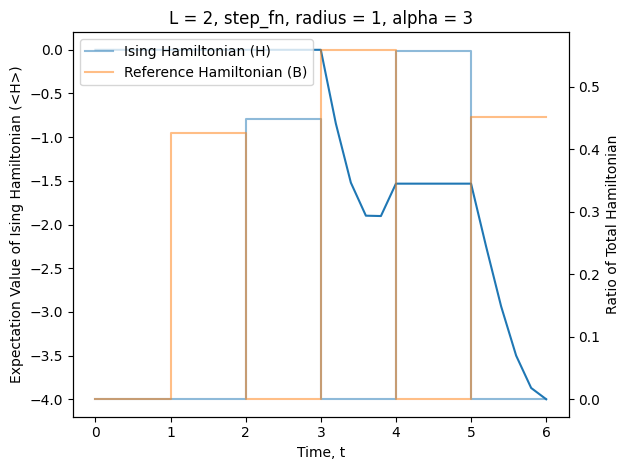 L = 2, step_fn, radius = 1, alpha = 3
Ising Hamiltonian (H)
Reference Hamiltonian (B)
Expectation Value of Ising Hamiltonian (<H>)
0.0
−0.5
−1.0
−1.5
−2.0
−2.5
−3.0
−3.5
−4.0
0.5
0.4
0.3
0.2
0.1
0.0
Ratio of Total Hamiltonian
0 1 2 3 4 5 6
Time, t